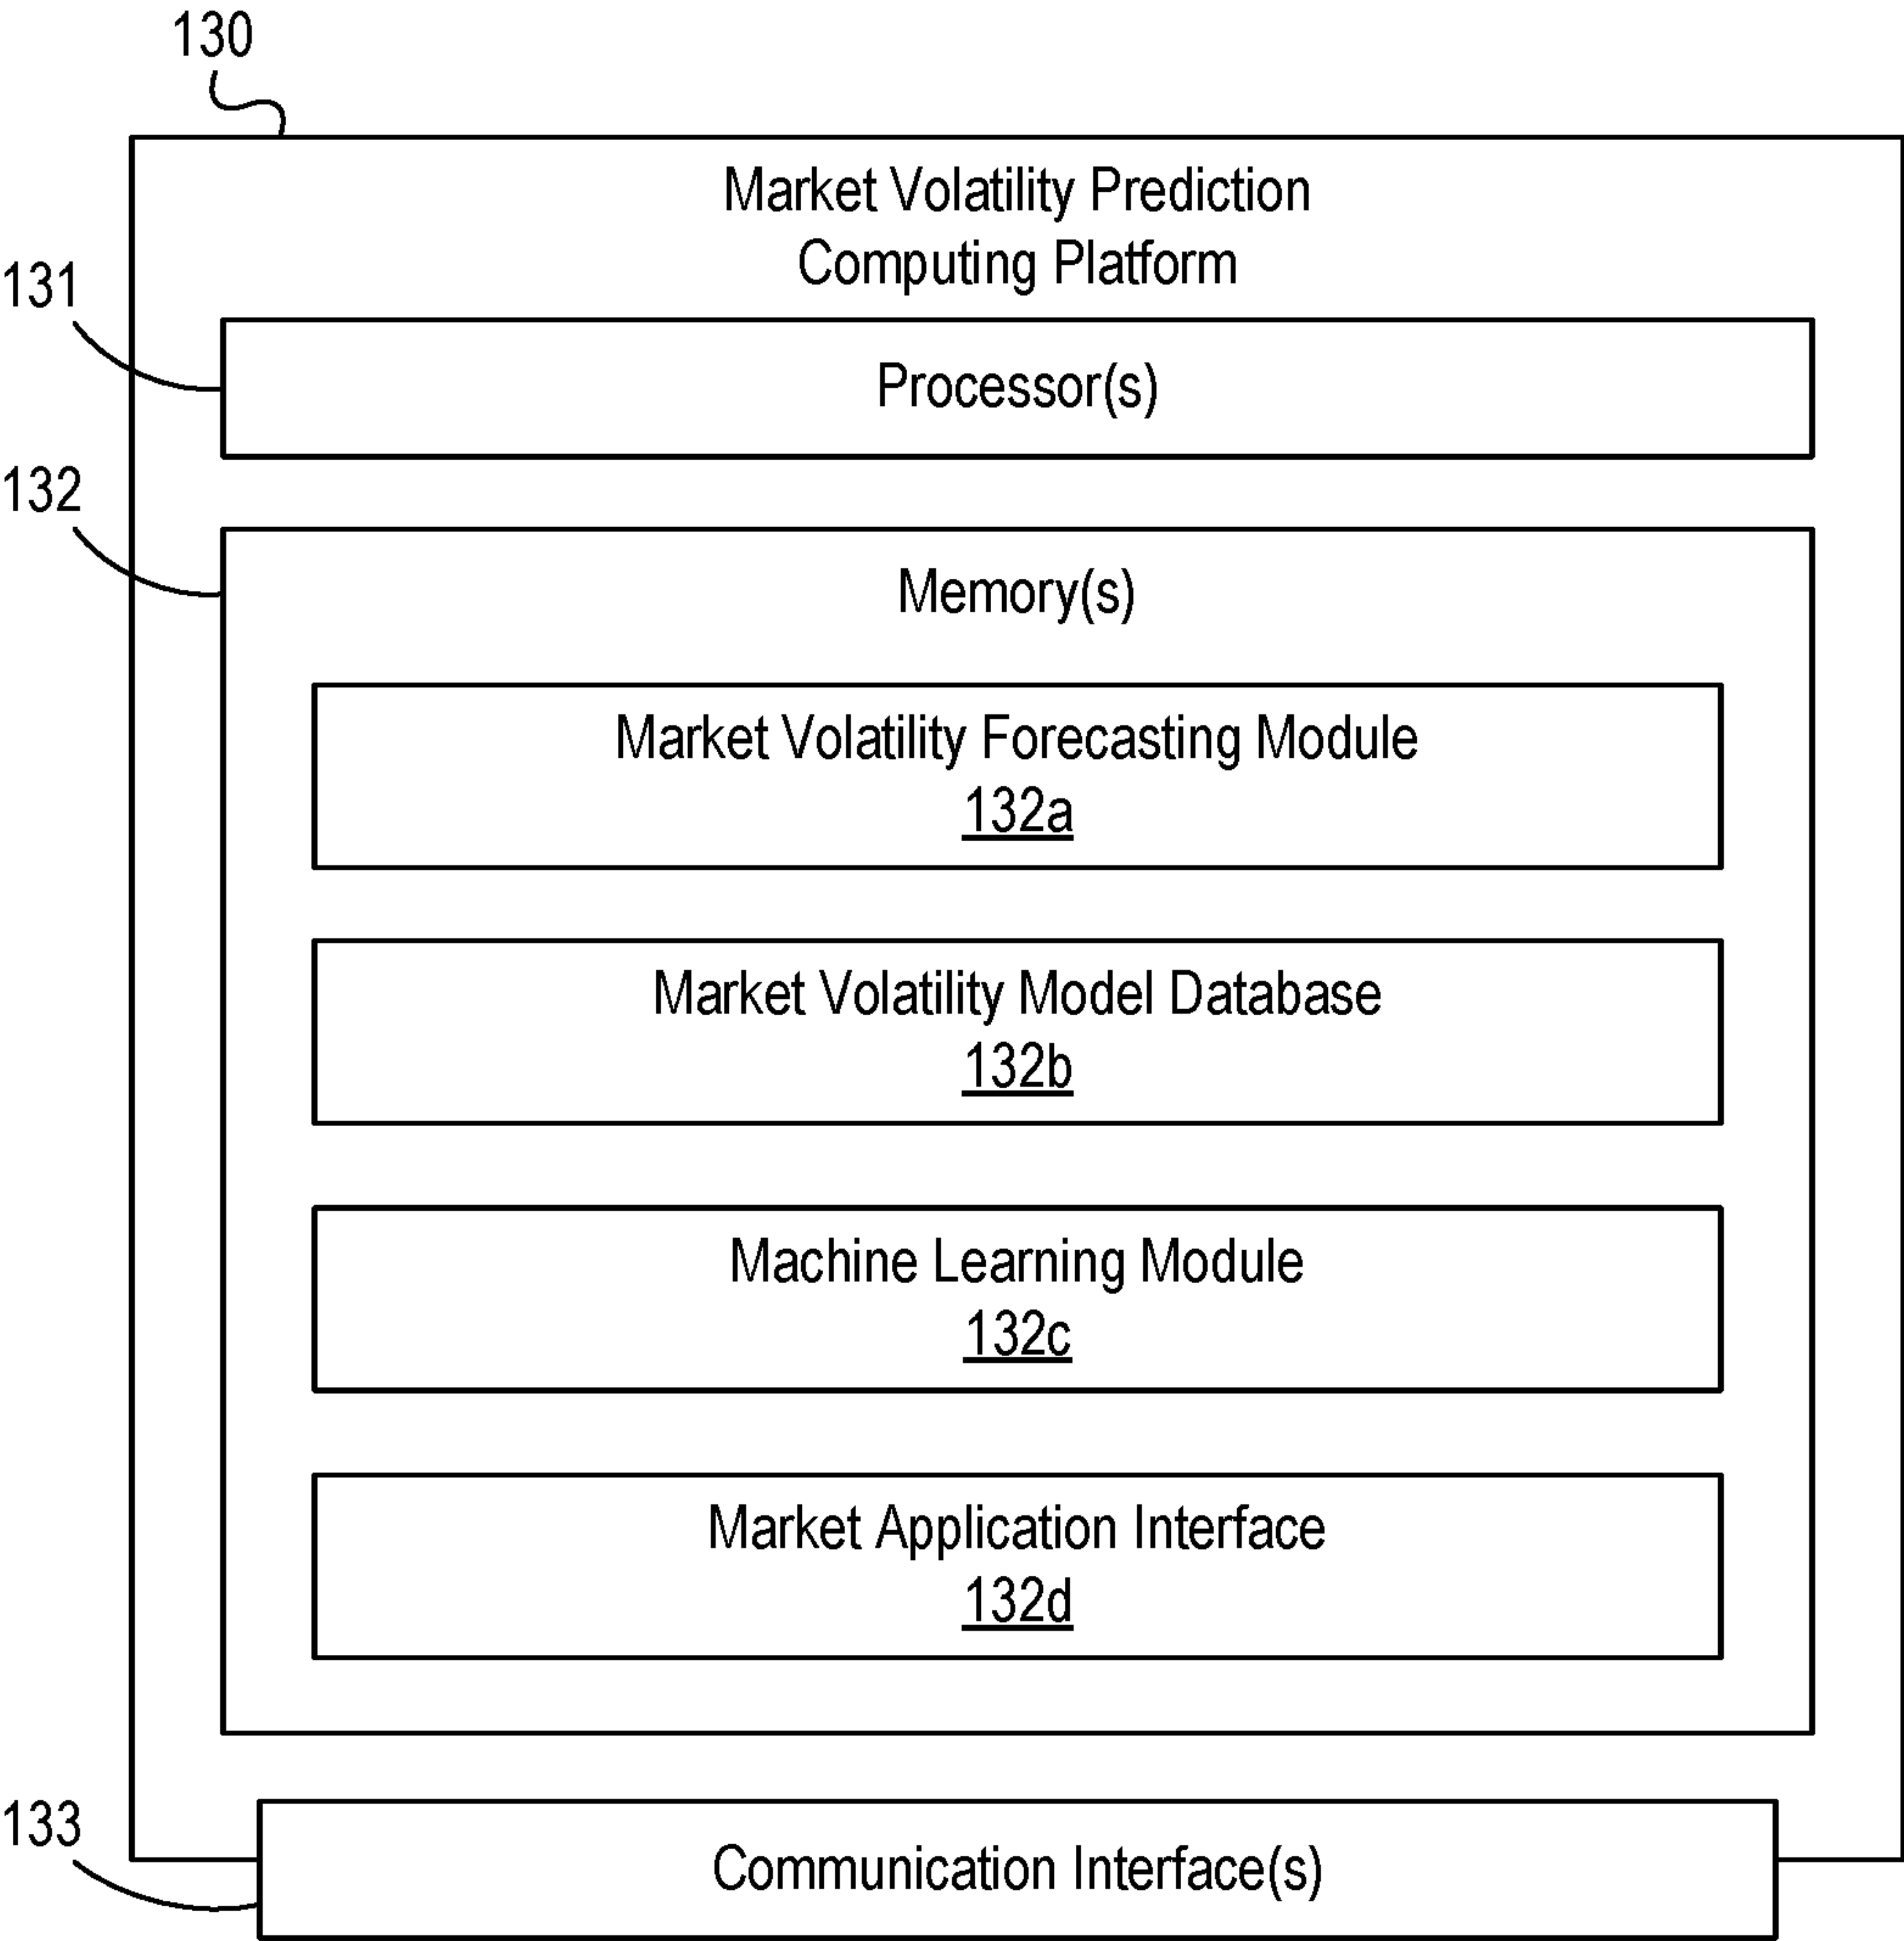 130
Market Volatility Prediction
Computing Platform
131
Processor(s)
132
Memory(s)
Market Volatility Forecasting Module
132a
Market Volatility Model Database
132b
Machine Learning Module
132c
Market Application Interface
132d
133
Communication Interface(s)